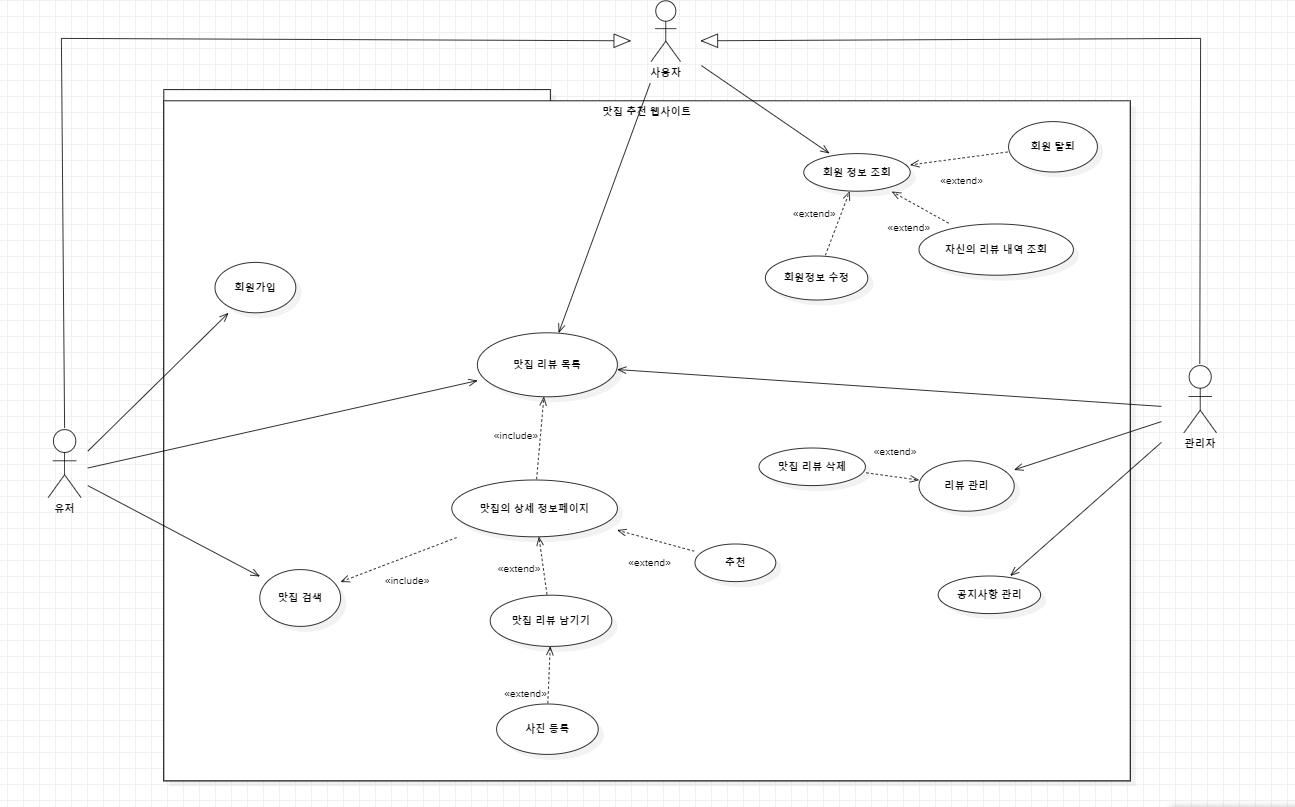 사용자
맛집 추천 웹사이트
회원 탈퇴
회원 정보 조회
«extend»
«extend»
«extend»
자신의 리뷰 내역 조회
회원정보 수정
회원가입
맛집 리뷰 목록
«include»
관리자
«extend»
맛집 리뷰 삭제
리뷰 관리
유저
맛집의 상세 정보페이지
«extend»
추천
«extend»
«include»
맛집 검색
공지사항 관리
맛집 리뷰 남기기
«extend»
사진 등록